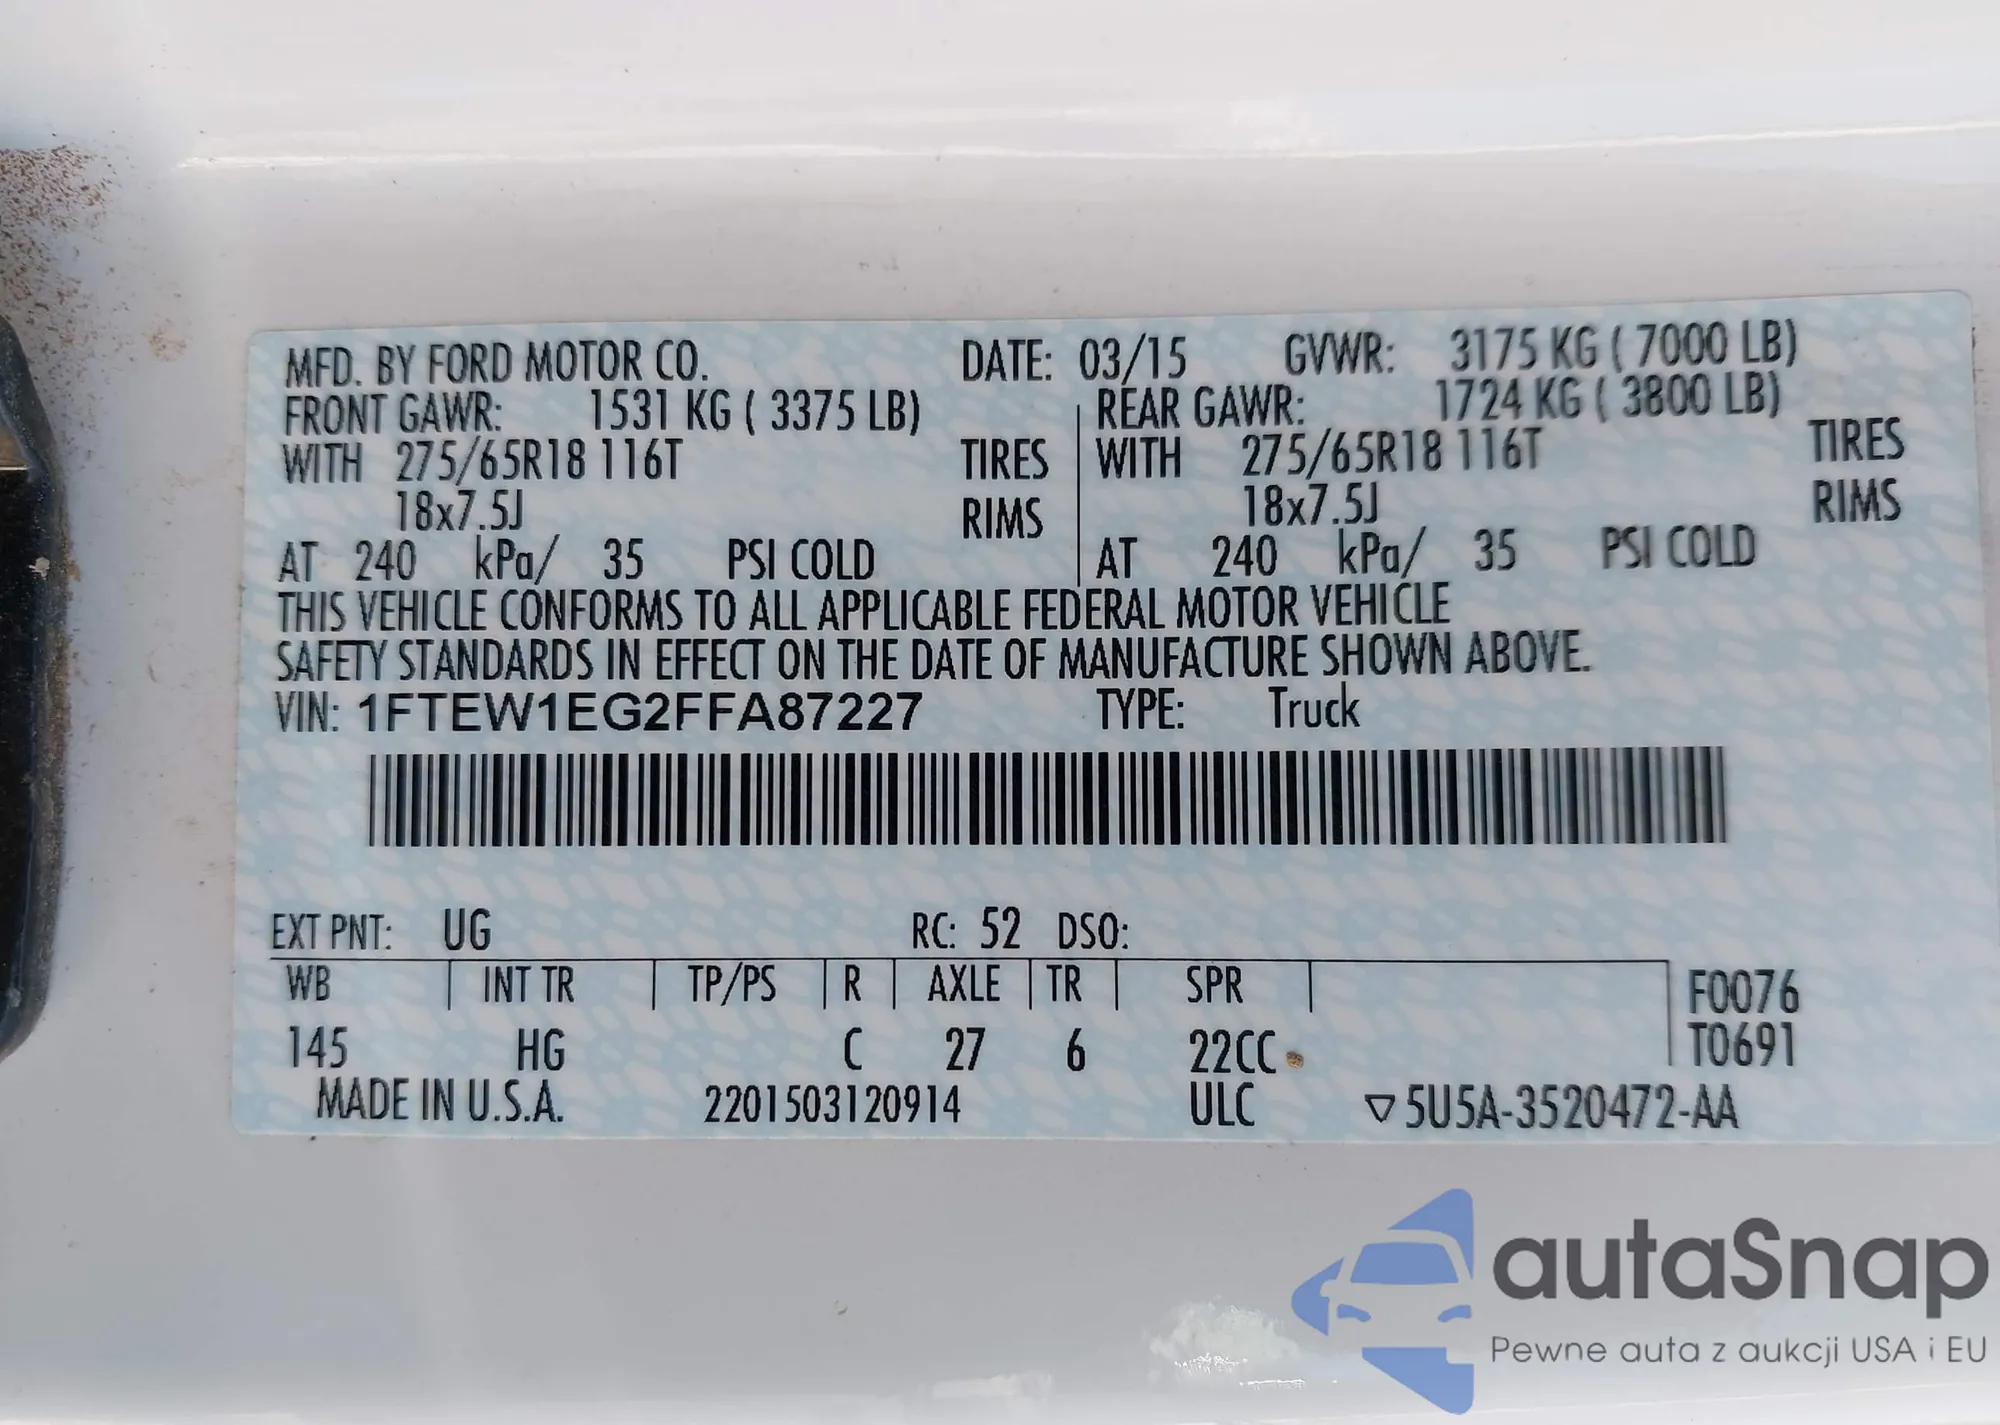 MFD. BY FORD MOTOR CO. DATE: 03/15 GVWR: 3175 KG ( 7000 LB)
FRONT GAWR: 1531 KG ( 3375 LB) REAR GAWR: 1724 KG ( 3800 LB)
WITH 275/65R18 116T TIRES WITH 275/65R18 116T TIRES
18x7.5J RIMS 18x7.5J RIMS
AT 240 kPa/ 35 PSI COLD AT 240 kPa/ 35 PSI COLD
THIS VEHICLE CONFORMS TO ALL APPLICABLE FEDERAL MOTOR VEHICLE
SAFETY STANDARDS IN EFFECT ON THE DATE OF MANUFACTURE SHOWN ABOVE.
VIN: 1FTEW1EG2FFA87227 TYPE: Truck
EXT PNT: UG RC: 52 DSO:
WB INT TR TP/PS R AXLE TR SPR F0076
145 HG C 27 6 22CC T0691
MADE IN U.S.A. 2201503120914 ULC ▽5U5A-3520472-AA
autaSnap
Pewne auta z aukcji USA i EU